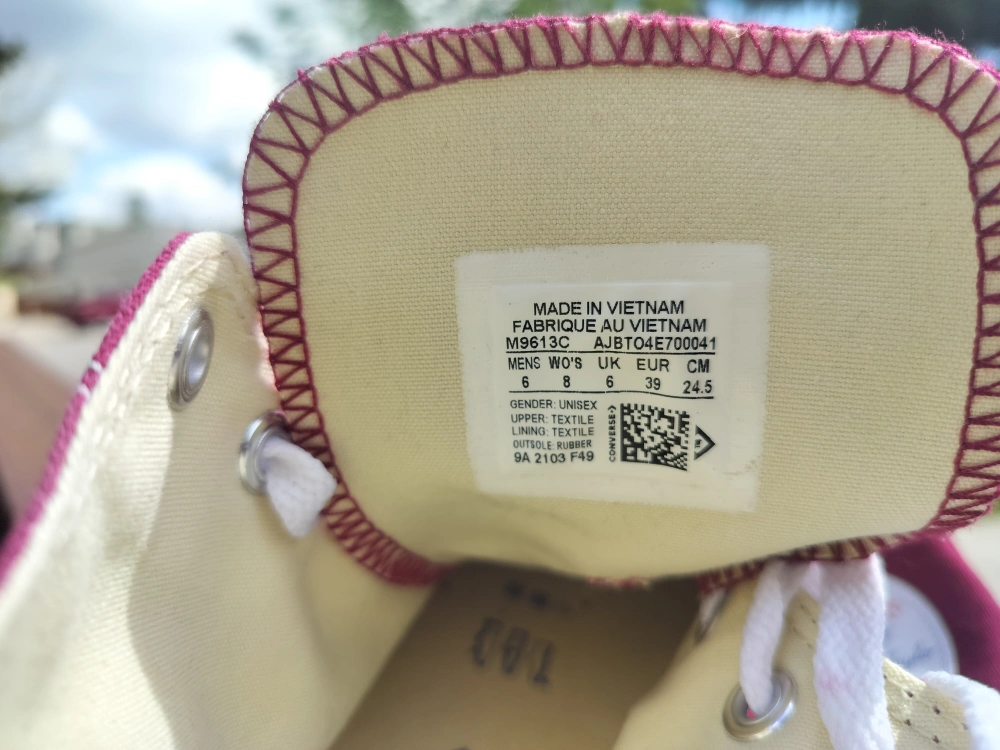 MADE IN VIETNAM
FABRIQUE AU VIETNAM
M9613C AJBTO4E700041
MENS WO'S UK EUR CM
6 8 6 39 24.5
GENDER: UNISEX
UPPER: TEXTILE
LINING: TEXTILE
OUTSOLE: RUBBER
9A 2103 F49
CONVERSE